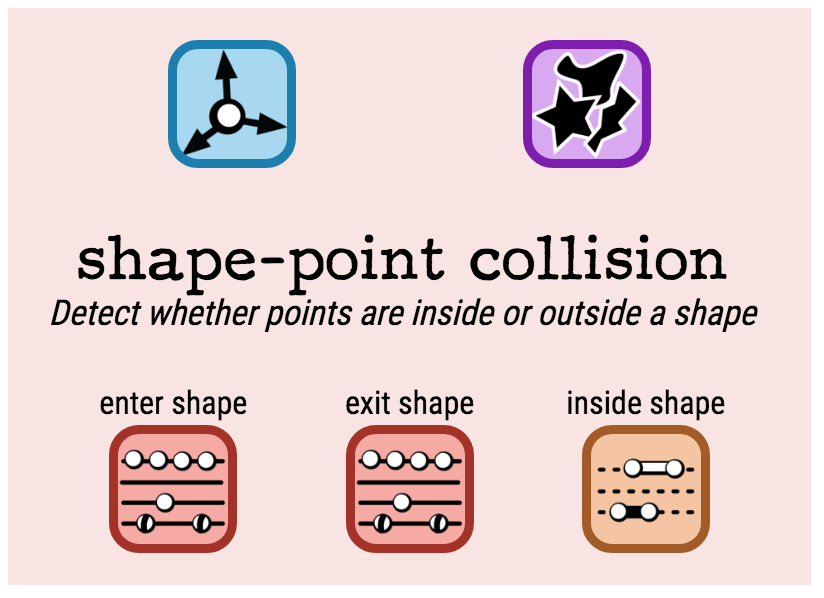 shape-point collision
Detect whether points are inside or outside a shape
enter shape
exit shape
inside shape